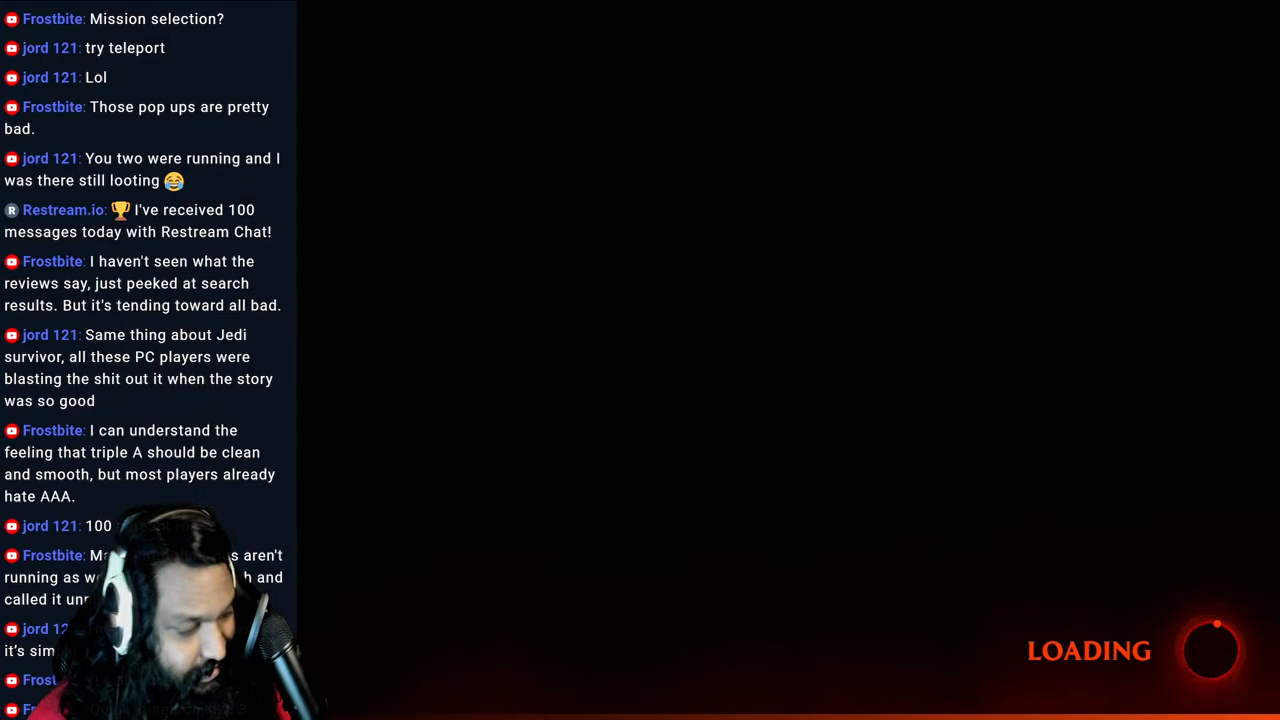 Frostbite: Mission selection?
jord 121: try teleport
jord 121: Lol
Frostbite: Those pop ups are pretty
bad.
jord 121: You two were running and I
was there still looting 😂
R Restream.io: 🏆 I've received 100
messages today with Restream Chat!
Frostbite: I haven't seen what the
reviews say, just peeked at search
results. But it's tending toward all bad.
jord 121: Same thing about Jedi
survivor, all these PC players were
blasting the shit out it when the story
was so good
Frostbite: I can understand the
feeling that triple A should be clean
and smooth, but most players already
hate AAA.
jord 121: 100
Frostbite: aren't
running as and
called it
jord
it's
LOADING